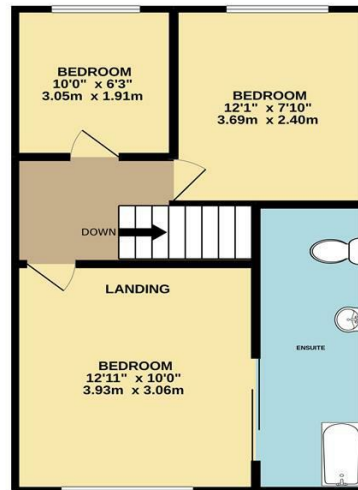 BEDROOM
10'0" x 6'3"
3.05m x 1.91m
BEDROOM
12'1" x 7'10"
3.69m x 2.40m
DOWN
LANDING
ENSUITE
BEDROOM
12'11" x 10'0"
3.93m x 3.06m